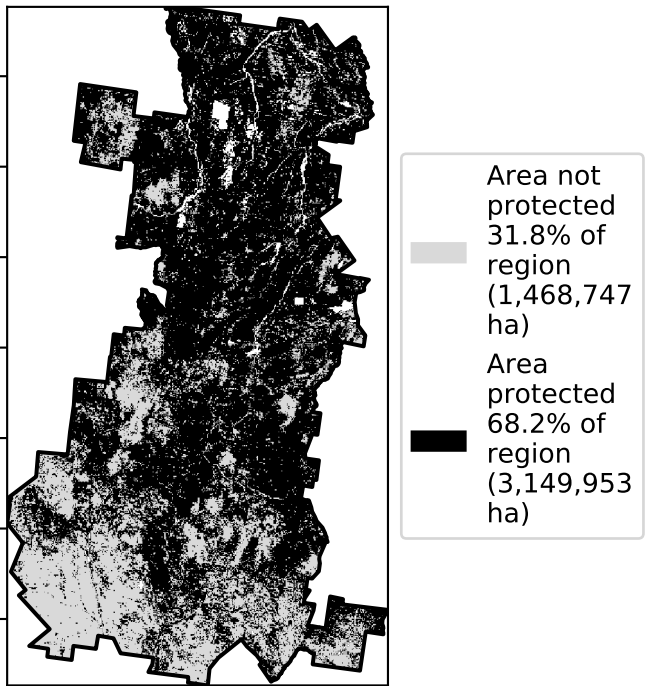 Area not
protected
31.8% of
region
(1,468,747
ha)
Area
protected
68.2% of
region
(3,149,953
ha)